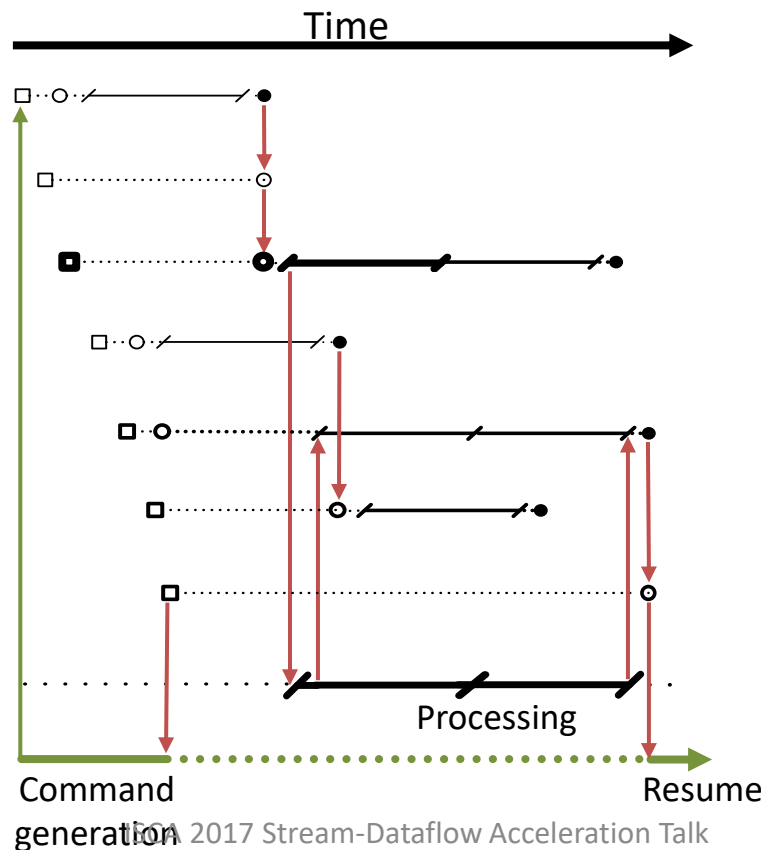 Time
Processing
Command
Resume
generation
ISCA 2017 Stream-Dataflow Acceleration Talk